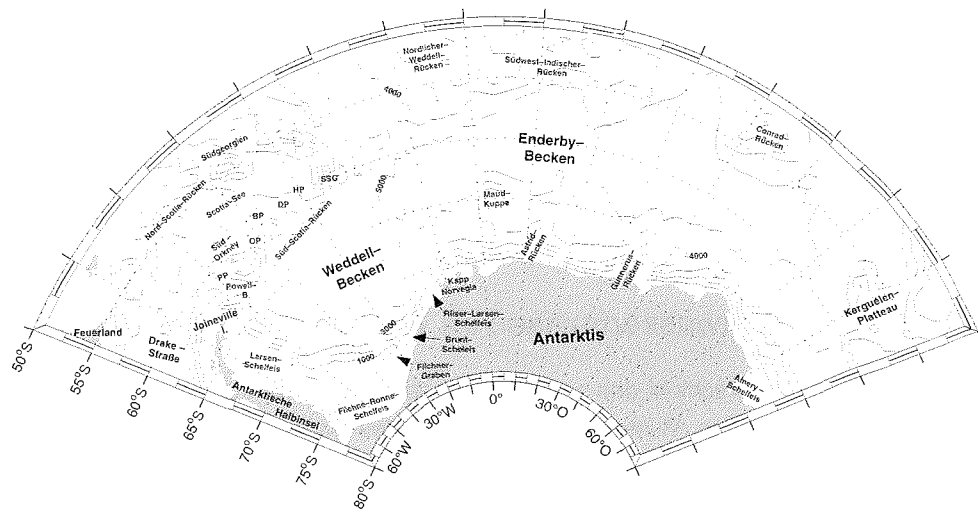 Nördlicher–
Weddell–
Rücken
Südwest–Indischer–
Rücken
4000
Conrad–
Rücken
Südgeorgien
Enderby–
Becken
SSG
HP
5000
Nord–Scotia–Rücken
Scotia–See
DP
BP
Maud–
Kuppe
Süd–Scotia–Rücken
Süd–
Orkney
OP
Astrid–
Rücken
Weddell–
Becken
Gunnerus–
Rücken
4000
PP
Powell–
B.
Kapp
Norvegia
Kerguelen–
Plateau
Joineville
I.
Riiser–Larsen–
Schelfeis
3000
Feuerland
Drake–
Straße
Brunt–
Schelfeis
Antarktis
Larsen–
Schelfeis
1000
Filchner–
Graben
Amery–
Schelfeis
Antarktische
Halbinsel
Filchne–Ronne–
Schelfeis
50°S
55°S
60°S
65°S
70°S
75°S
80°S
60°W
30°W
0°
30°O
60°O